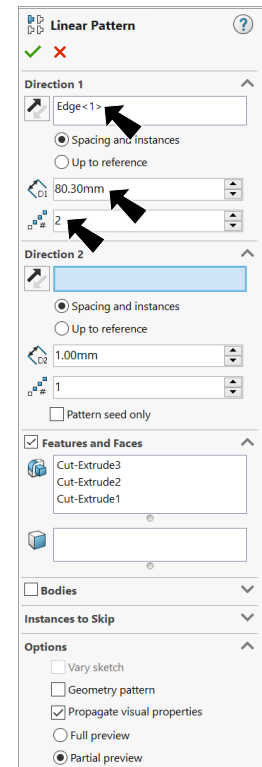 Linear Pattern
?
Direction 1
Edge<1>
Spacing and instances
Up to reference
D1 80.30mm
# 2
Direction 2
Spacing and instances
Up to reference
D2 1.00mm
# 1
Pattern seed only
Features and Faces
Cut-Extrude3
Cut-Extrude2
Cut-Extrude1
Bodies
Instances to Skip
Options
Vary sketch
Geometry pattern
Propagate visual properties
Full preview
Partial preview